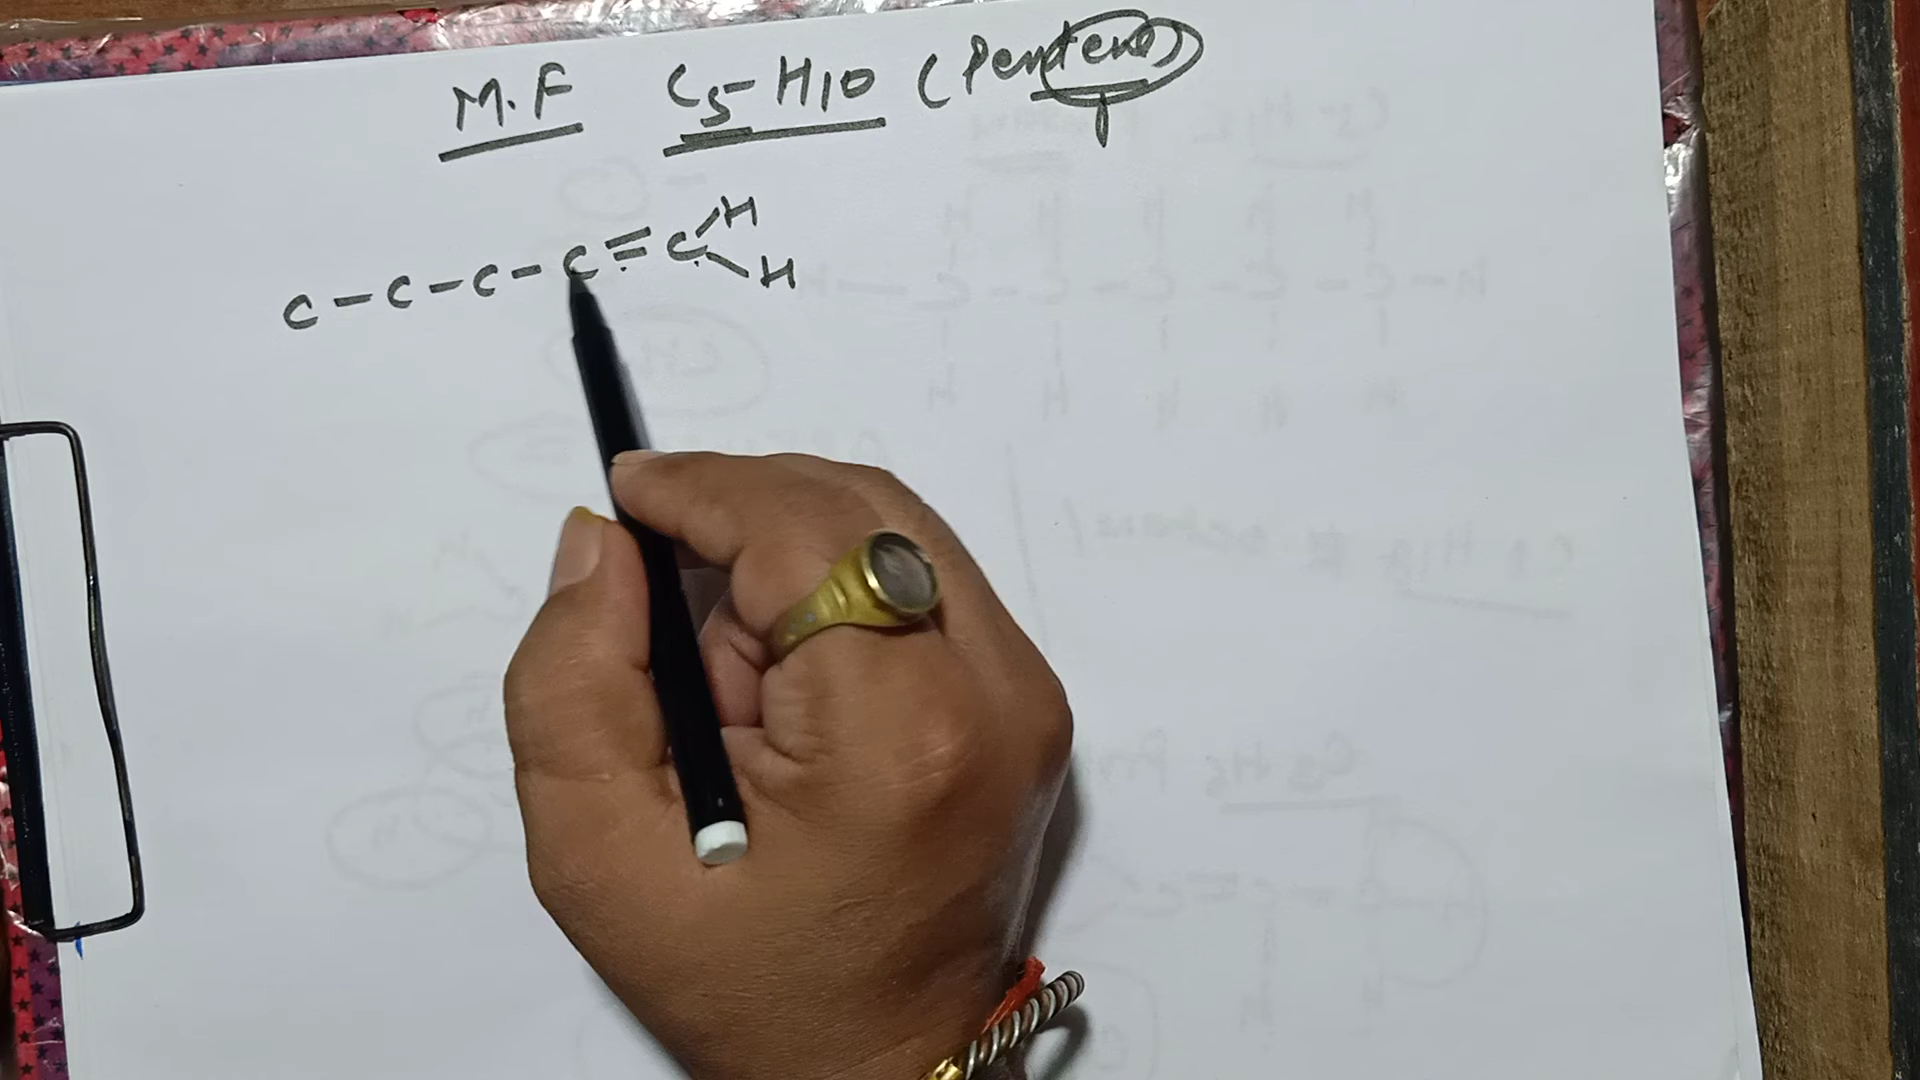 M.F C5-H10 (Pentene)
H
C-C-C-C=C
H